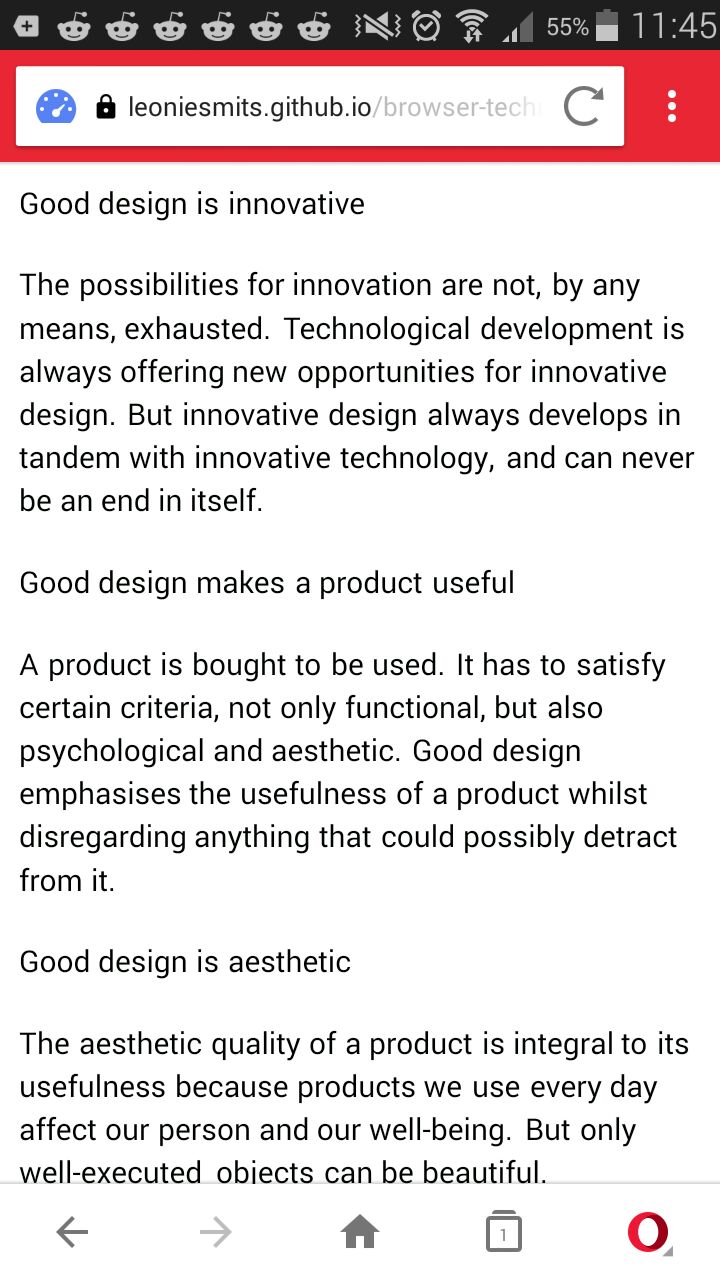 55% 11:45
leoniesmits.github.io/browser-tech
Good design is innovative
The possibilities for innovation are not, by any
means, exhausted. Technological development is
always offering new opportunities for innovative
design. But innovative design always develops in
tandem with innovative technology, and can never
be an end in itself.
Good design makes a product useful
A product is bought to be used. It has to satisfy
certain criteria, not only functional, but also
psychological and aesthetic. Good design
emphasises the usefulness of a product whilst
disregarding anything that could possibly detract
from it.
Good design is aesthetic
The aesthetic quality of a product is integral to its
usefulness because products we use every day
affect our person and our well-being. But only
well-executed objects can be beautiful.
1